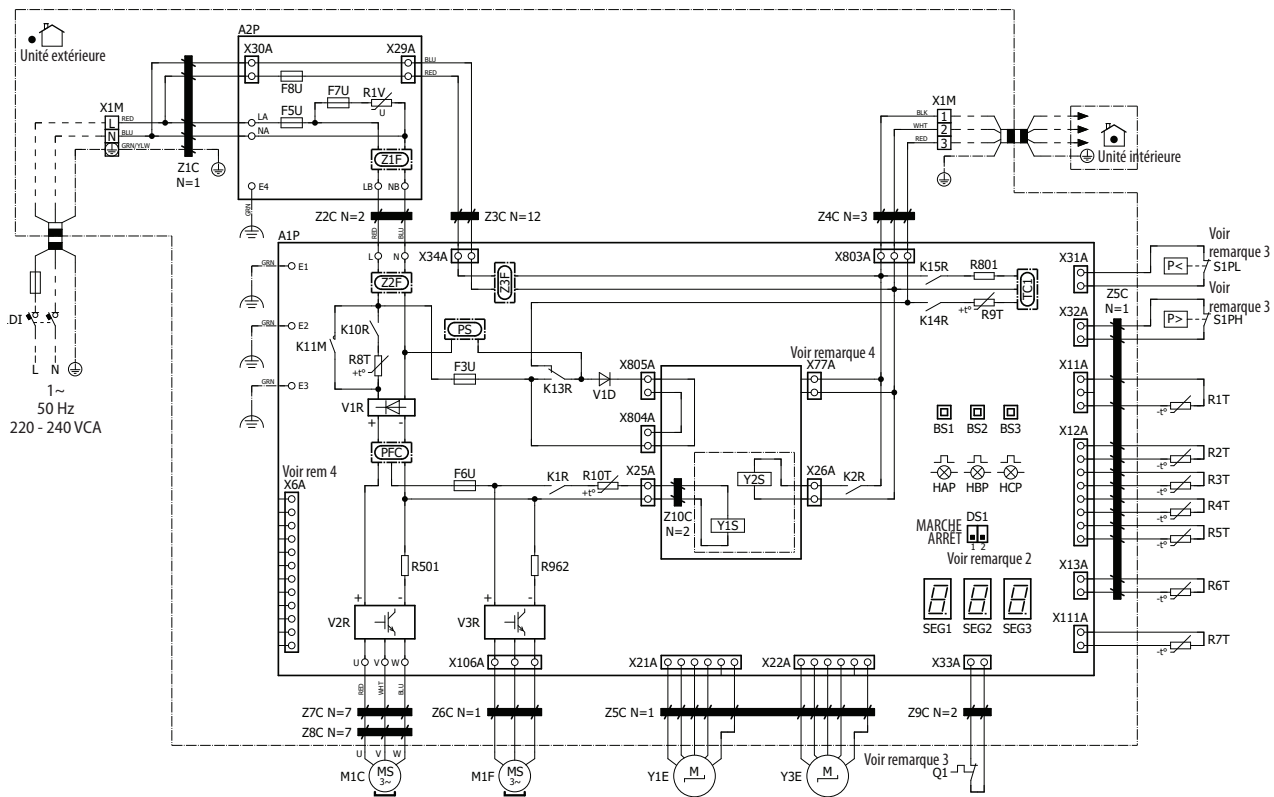 Unité extérieure
A2P
X30A
X29A
BLU
RED
F8U
F7U
R1V
U
X1M
L
RED
LA
F5U
N
BLU
NA
GRN/YLW
Z1C
N=1
Z1F
E4
LB
NB
GRN
Z2C N=2
Z3C N=12
Z4C N=3
RED
BLU
X1M
BLK
1
WHT
2
RED
3
Unité intérieure
A1P
GRN
E1
L
N
X34A
X803A
Z2F
Z3F
K15R
R801
TC1
K14R
+t°
R9T
X31A
Voir
remarque 3
P<
S1PL
Z5C
N=1
Voir
remarque 3
X32A
P>
S1PH
GRN
E2
K10R
K11M
R8T
+t°
PS
F3U
K13R
V1D
X805A
X804A
Voir remarque 4
X77A
GRN
E3
V1R
+
-
PFC
X11A
R1T
-t°
LDI
L
N
1~
50 Hz
220 - 240 VCA
BS1
BS2
BS3
X12A
R2T
-t°
R3T
-t°
R4T
-t°
R5T
-t°
HAP
HBP
HCP
Voir rem 4
X6A
F6U
K1R
R10T
+t°
X25A
Z10C
N=2
Y2S
Y1S
X26A
K2R
MARCHE
ARRET
DS1
1 2
Voir remarque 2
R501
R962
X13A
R6T
-t°
+
-
V2R
+
-
V3R
SEG1
SEG2
SEG3
X111A
R7T
-t°
U
V
W
X106A
X21A
X22A
X33A
RED
WHT
BLU
Z7C N=7
Z8C N=7
Z6C N=1
Z5C N=1
Z9C N=2
U
V
W
M1C
MS
3~
M1F
MS
3~
Y1E
M
Y3E
M
Voir remarque 3
Q1